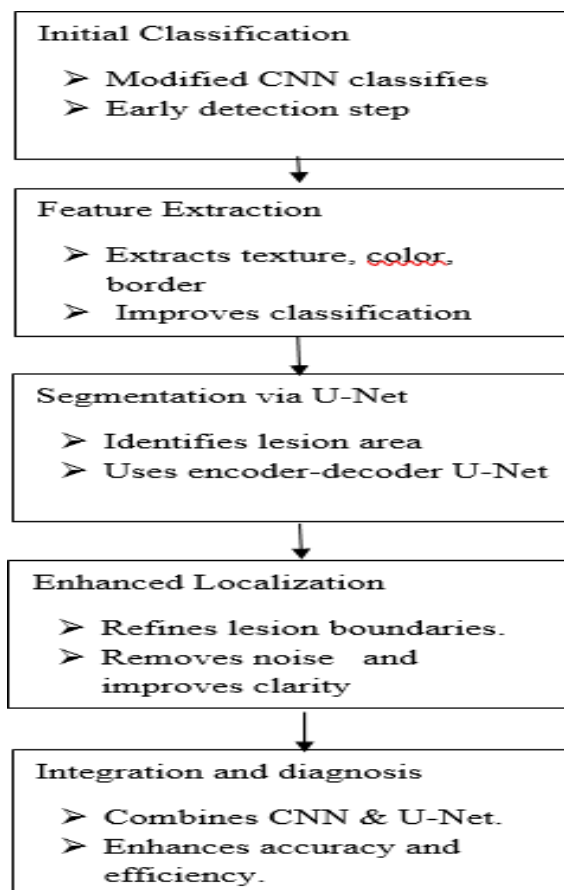 Initial Classification
➢ Modified CNN classifies
➢ Early detection step
Feature Extraction
➢ Extracts texture, color,
border
➢ Improves classification
Segmentation via U-Net
➢ Identifies lesion area
➢ Uses encoder-decoder U-Net
Enhanced Localization
➢ Refines lesion boundaries.
➢ Removes noise and
improves clarity
Integration and diagnosis
➢ Combines CNN & U-Net.
➢ Enhances accuracy and
efficiency.